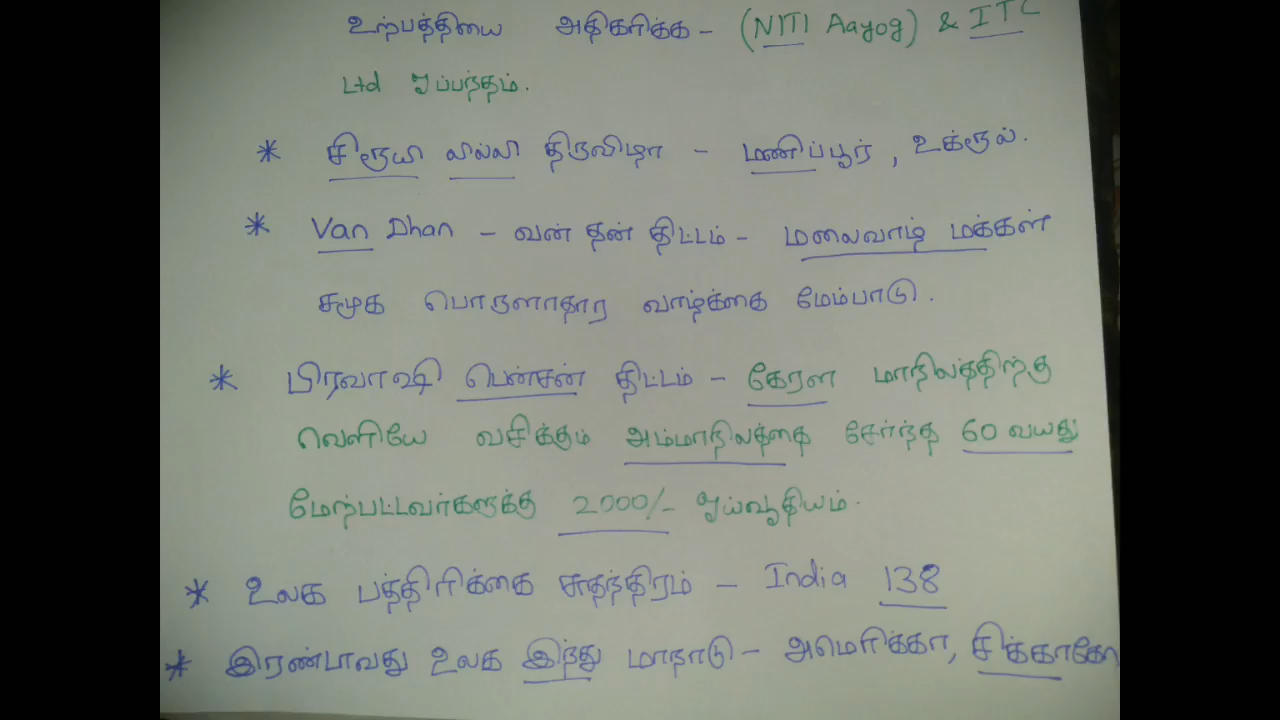 உற்பத்தியை அதிகரிக்க - (NITI Aayog) & ITC
Ltd ஒப்பந்தம்.
* சிரூயி லில்லி திருவிழா - மணிப்பூர், உக்ரூல்.
* Van Dhan - வன் தன் திட்டம் - மலைவாழ் மக்கள்
சமூக பொருளாதார வாழ்க்கை மேம்பாடு.
* பிரவாஷி பென்சன் திட்டம் - கேரள மாநிலத்திற்கு
வெளியே வசிக்கும் அம்மாநிலத்தை சேர்ந்த 60 வயது
மேற்பட்டவர்களுக்கு 2000/- ஓய்வூதியம்.
* உலக பத்திரிக்கை சுதந்திரம் - India 138
* இரண்டாவது உலக இந்து மாநாடு - அமெரிக்கா, சிக்காகோ